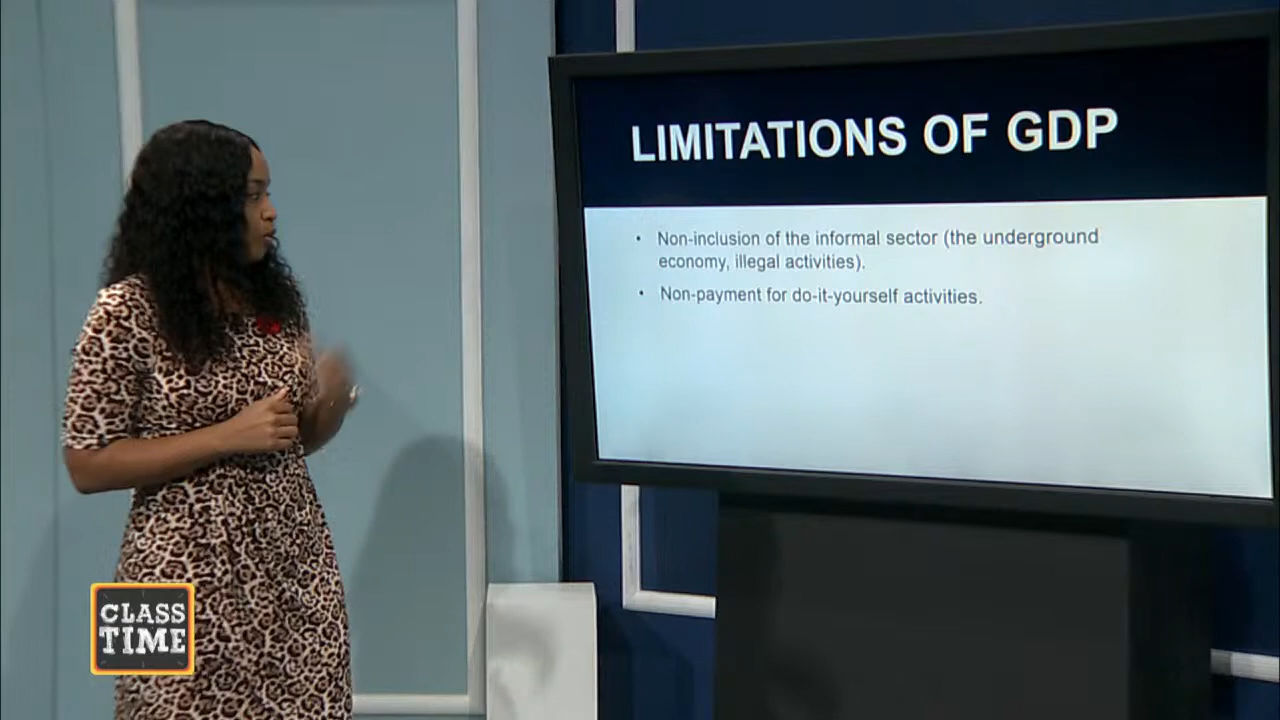 LIMITATIONS OF GDP
• Non-inclusion of the informal sector (the underground
economy, illegal activities).
• Non-payment for do-it-yourself activities.
CLASS
TIME